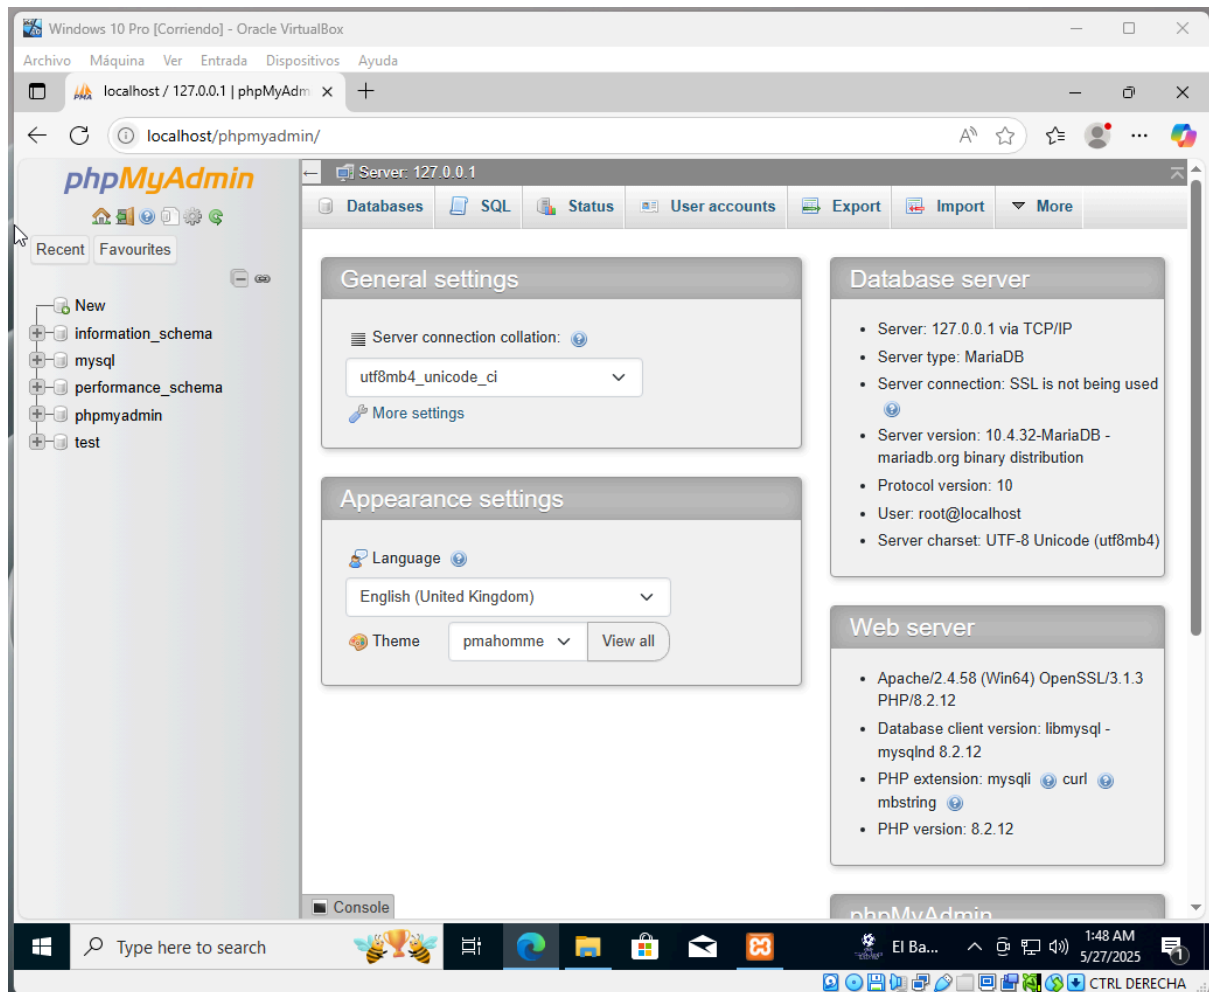 Windows 10 Pro [Corriendo] - Oracle VirtualBox
Archivo Máquina Ver Entrada Dispositivos Ayuda
localhost / 127.0.0.1 | phpMyAdm
localhost/phpmyadmin/
phpMyAdmin
Recent Favourites
New
information_schema
mysql
performance_schema
phpmyadmin
test
Server: 127.0.0.1
Databases SQL Status User accounts Export Import More
General settings
Server connection collation:
utf8mb4_unicode_ci
More settings
Appearance settings
Language
English (United Kingdom)
Theme pmahomme View all
Database server
Server: 127.0.0.1 via TCP/IP
Server type: MariaDB
Server connection: SSL is not being used
Server version: 10.4.32-MariaDB -
mariadb.org binary distribution
Protocol version: 10
User: root@localhost
Server charset: UTF-8 Unicode (utf8mb4)
Web server
Apache/2.4.58 (Win64) OpenSSL/3.1.3
PHP/8.2.12
Database client version: libmysql -
mysqlnd 8.2.12
PHP extension: mysqli curl
mbstring
PHP version: 8.2.12
phpMyAdmin
Console
Type here to search
El Ba...
1:48 AM
5/27/2025
1
CTRL DERECHA